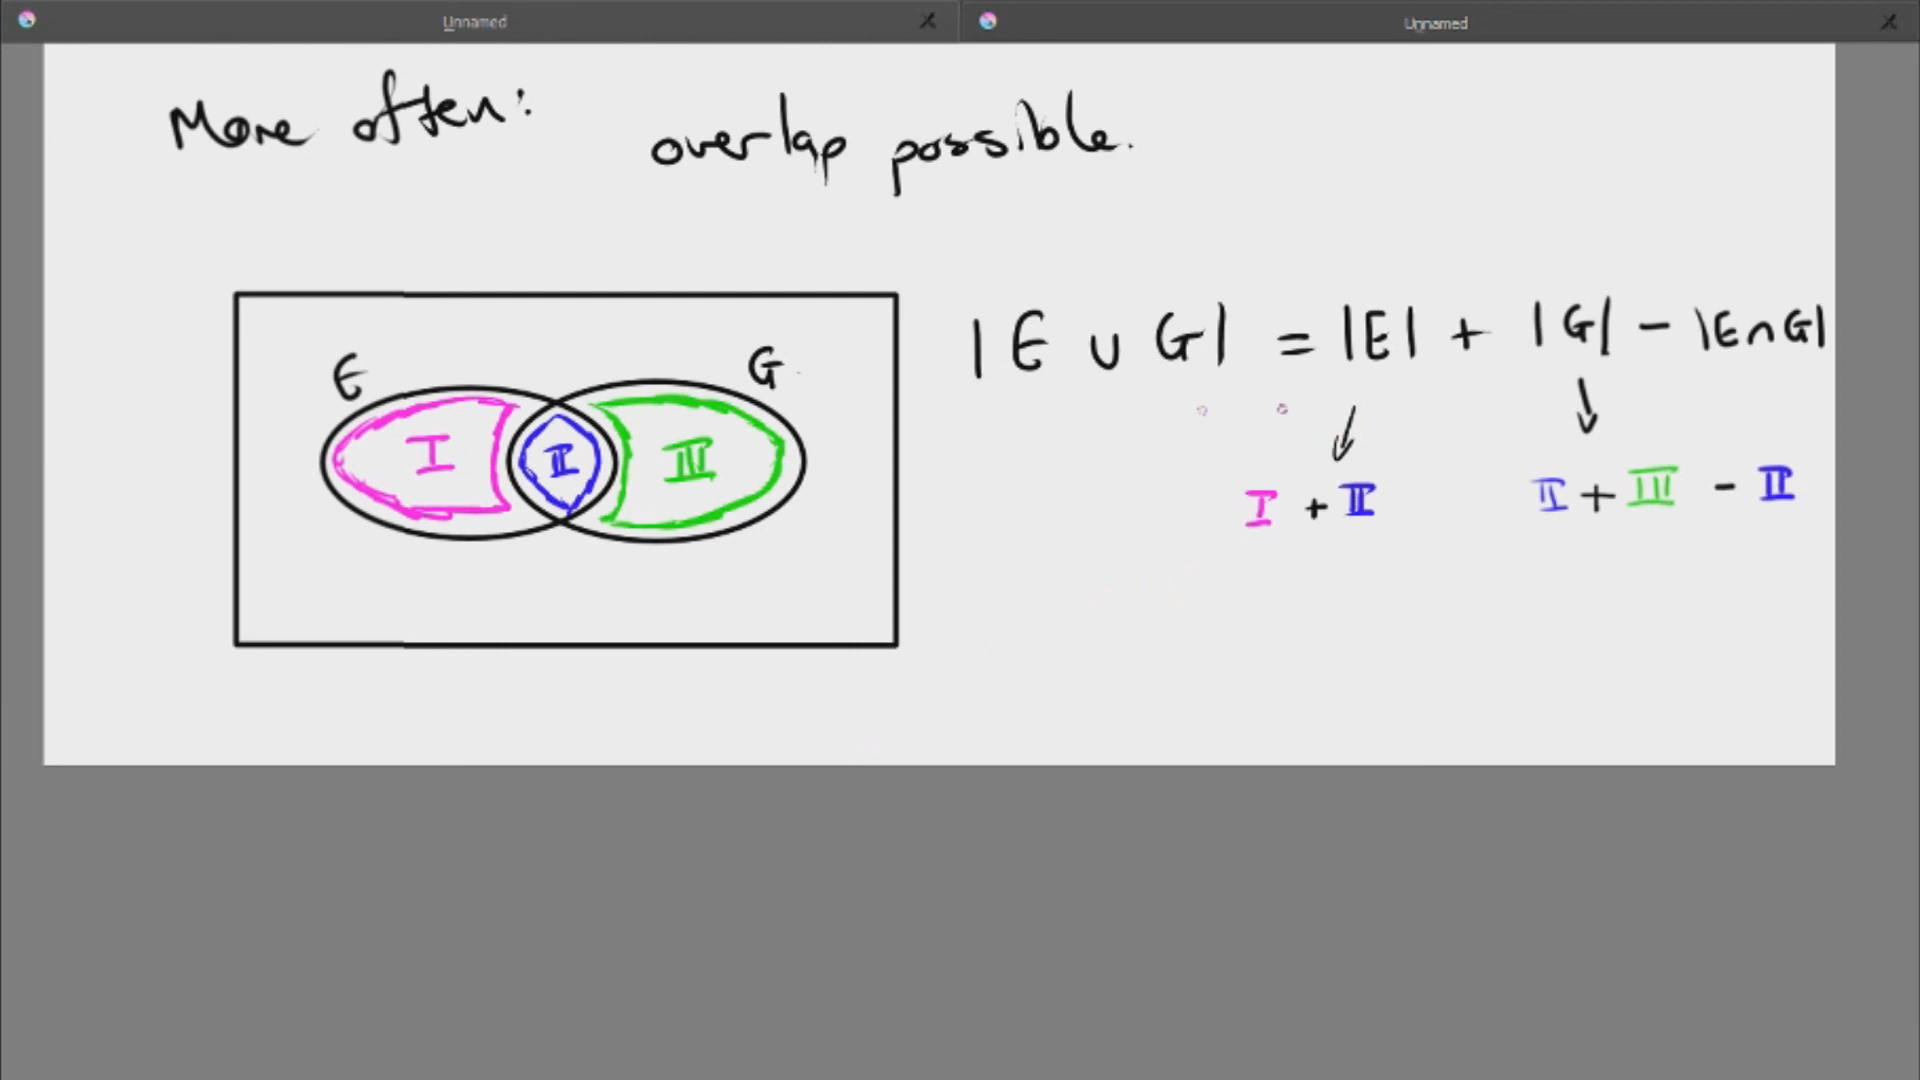 Unnamed Unnamed
More often: overlap possible.
|E ∪ G| = |E| + |G| - |E∩G|
E G
I II III
I + II II + III - II